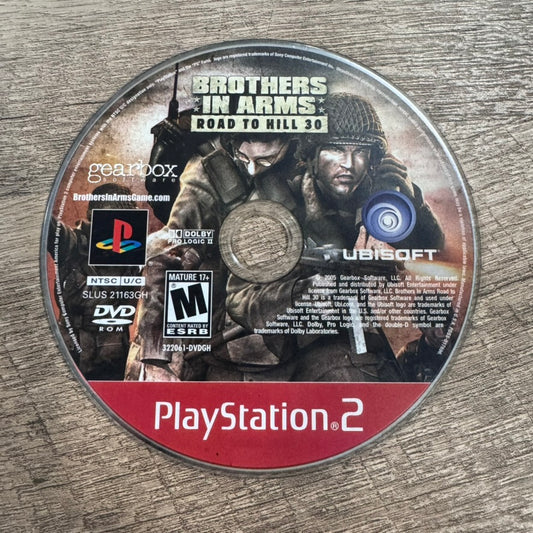 BROTHERS
IN ARMS
ROAD TO HILL 30
gearbox
software
BrothersInArmsGame.com
DOLBY
PRO LOGIC II
UBISOFT
NTSC U/C
SLUS 21163GH
DVD
ROM
MATURE 17+
M
CONTENT RATED BY
ESRB
322061-DVDGH
© 2005 Gearbox Software, LLC. All Rights Reserved.
Published and distributed by Ubisoft Entertainment under
license from Gearbox Software, LLC. Brothers In Arms Road to
Hill 30 is a trademark of Gearbox Software and used under
license. Ubisoft, Ubi.com, and the Ubisoft logo are trademarks of
Ubisoft Entertainment in the U.S. and/or other countries. Gearbox
Software and the Gearbox logo are registered trademarks of Gearbox
Software, LLC. Dolby, Pro Logic, and the double-D symbol are
trademarks of Dolby Laboratories.
PlayStation®2